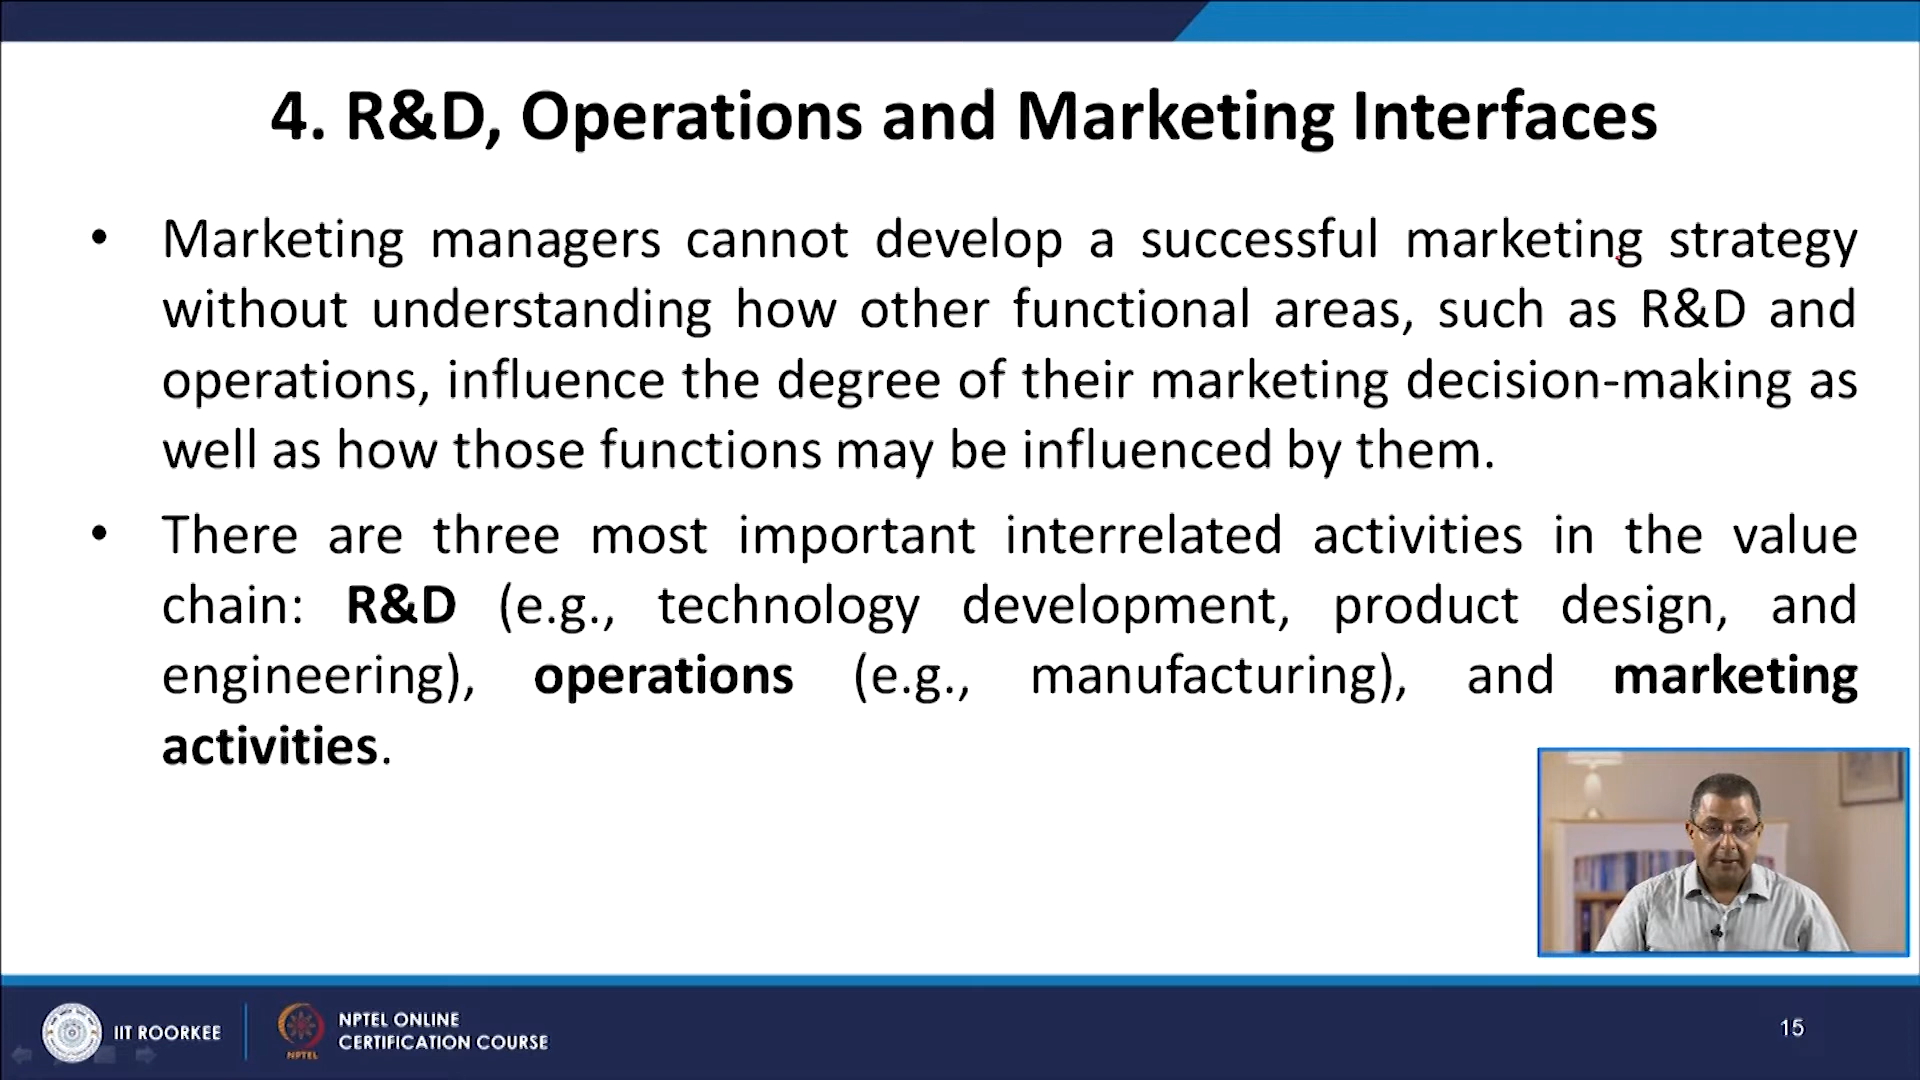 4. R&D, Operations and Marketing Interfaces
• Marketing managers cannot develop a successful marketing strategy
without understanding how other functional areas, such as R&D and
operations, influence the degree of their marketing decision-making as
well as how those functions may be influenced by them.
• There are three most important interrelated activities in the value
chain: R&D (e.g., technology development, product design, and
engineering), operations (e.g., manufacturing), and marketing
activities.
IIT ROORKEE
NPTEL
NPTEL ONLINE
CERTIFICATION COURSE
15